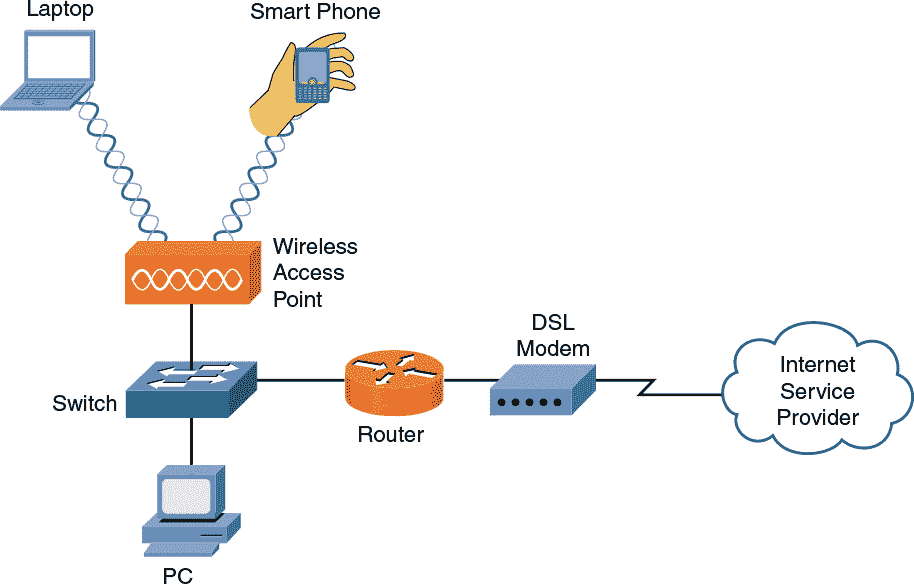 Laptop
Smart Phone
Wireless
Access
Point
DSL
Modem
Internet
Service
Provider
Switch
Router
PC